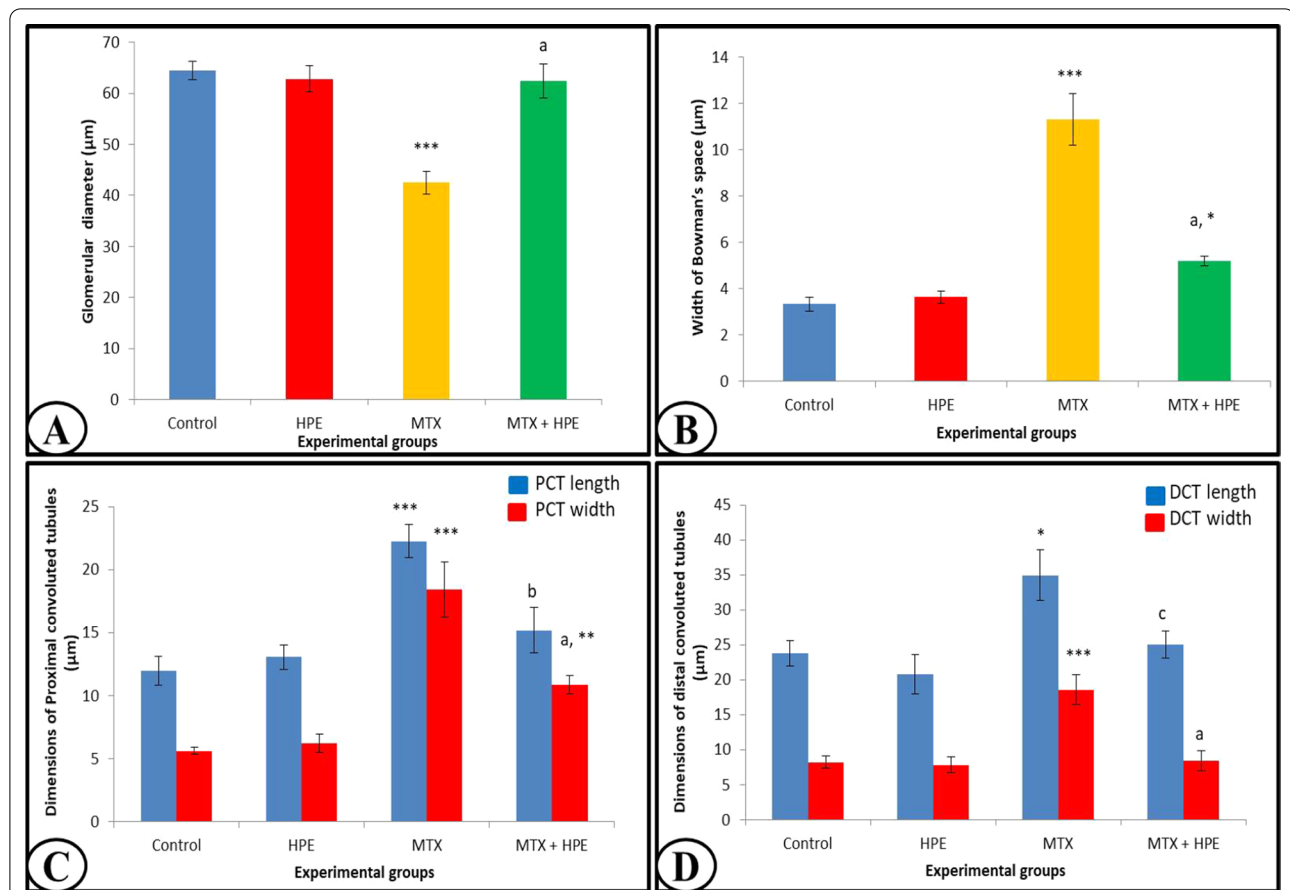 70
60
50
40
30
20
10
0
Glomerular diameter (µm)
***
a
Control HPE MTX MTX + HPE
Experimental groups
A
14
12
10
8
6
4
2
0
Width of Bowman's space (µm)
***
a, *
Control HPE MTX MTX + HPE
Experimental groups
B
PCT length
PCT width
25
20
15
10
5
0
Dimensions of Proximal convoluted tubules
(µm)
***
***
b
a, **
Control HPE MTX MTX + HPE
Experimental groups
C
DCT length
DCT width
45
40
35
30
25
20
15
10
5
0
Dimensions of distal convoluted tubules
(µm)
*
***
c
a
Control HPE MTX MTX + HPE
Experimental groups
D